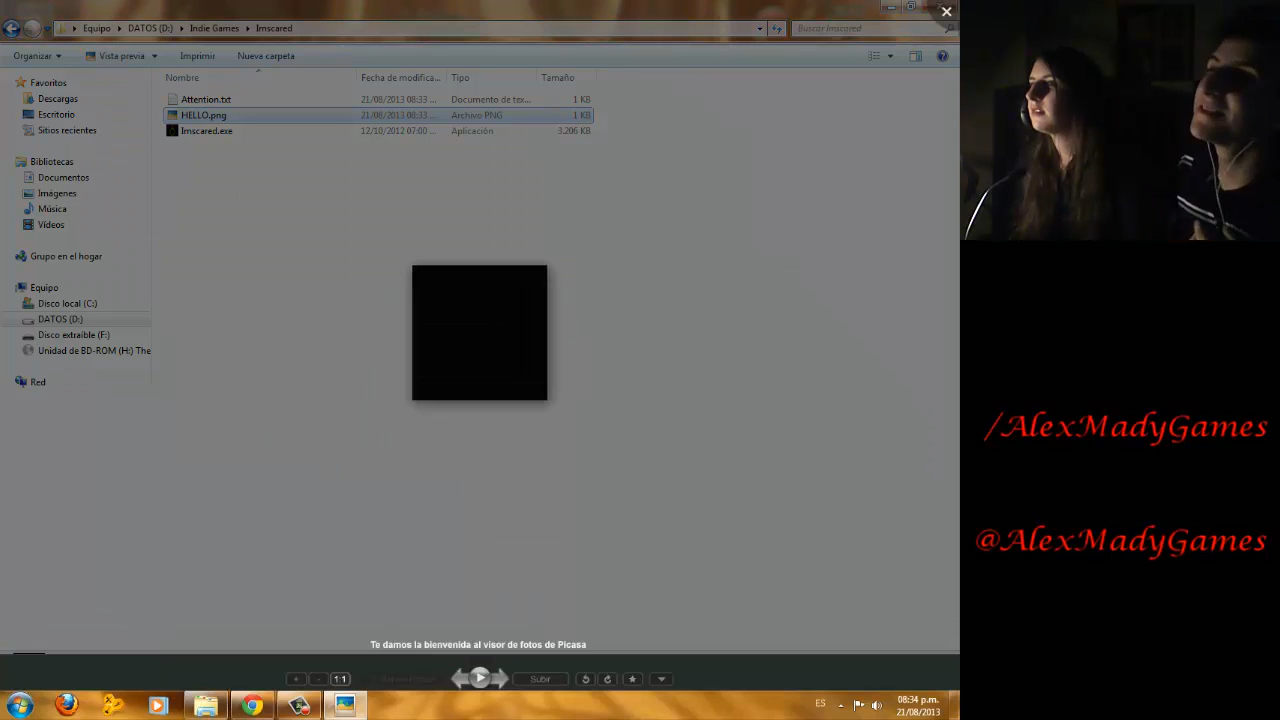 Equipo ▸ DATOS (D:) ▸ Indie Games ▸ Imscared
Buscar Imscared
Organizar Vista previa Imprimir Nueva carpeta
Nombre Fecha de modifica... Tipo Tamaño
Attention.txt 21/08/2013 08:33 ... Documento de tex... 1 KB
HELLO.png 21/08/2013 08:33 ... Archivo PNG 1 KB
Imscared.exe 12/10/2012 07:00 ... Aplicación 3.206 KB
Favoritos
Descargas
Escritorio
Sitios recientes
Bibliotecas
Documentos
Imágenes
Música
Vídeos
Grupo en el hogar
Equipo
Disco local (C:)
DATOS (D:)
Disco extraíble (F:)
Unidad de BD-ROM (H:) The
Red
/AlexMadyGames
@AlexMadyGames
Te damos la bienvenida al visor de fotos de Picasa
1:1
Subir
ES
08:34 p.m.
21/08/2013